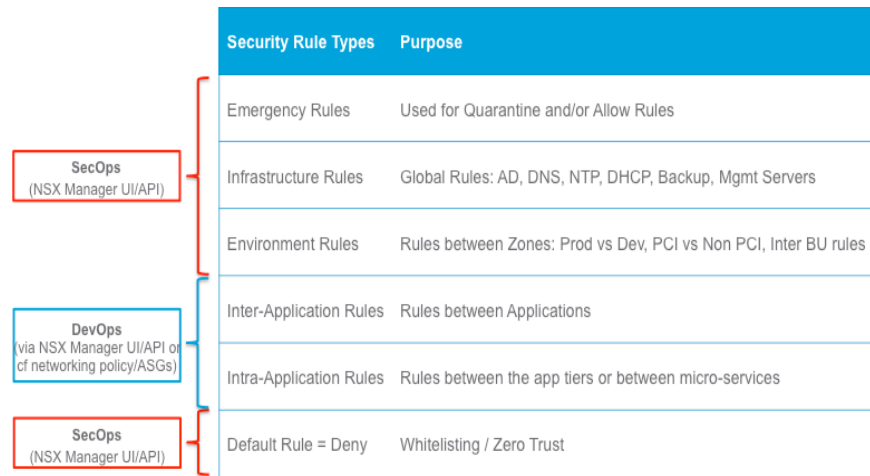 Security Rule Types Purpose
Emergency Rules Used for Quarantine and/or Allow Rules
SecOps
(NSX Manager UI/API)
Infrastructure Rules Global Rules: AD, DNS, NTP, DHCP, Backup, Mgmt Servers
Environment Rules Rules between Zones: Prod vs Dev, PCI vs Non PCI, Inter BU rules
Inter-Application Rules Rules between Applications
DevOps
(via NSX Manager UI/API or
cf networking policy/ASGs)
Intra-Application Rules Rules between the app tiers or between micro-services
SecOps
(NSX Manager UI/API)
Default Rule = Deny Whitelisting / Zero Trust